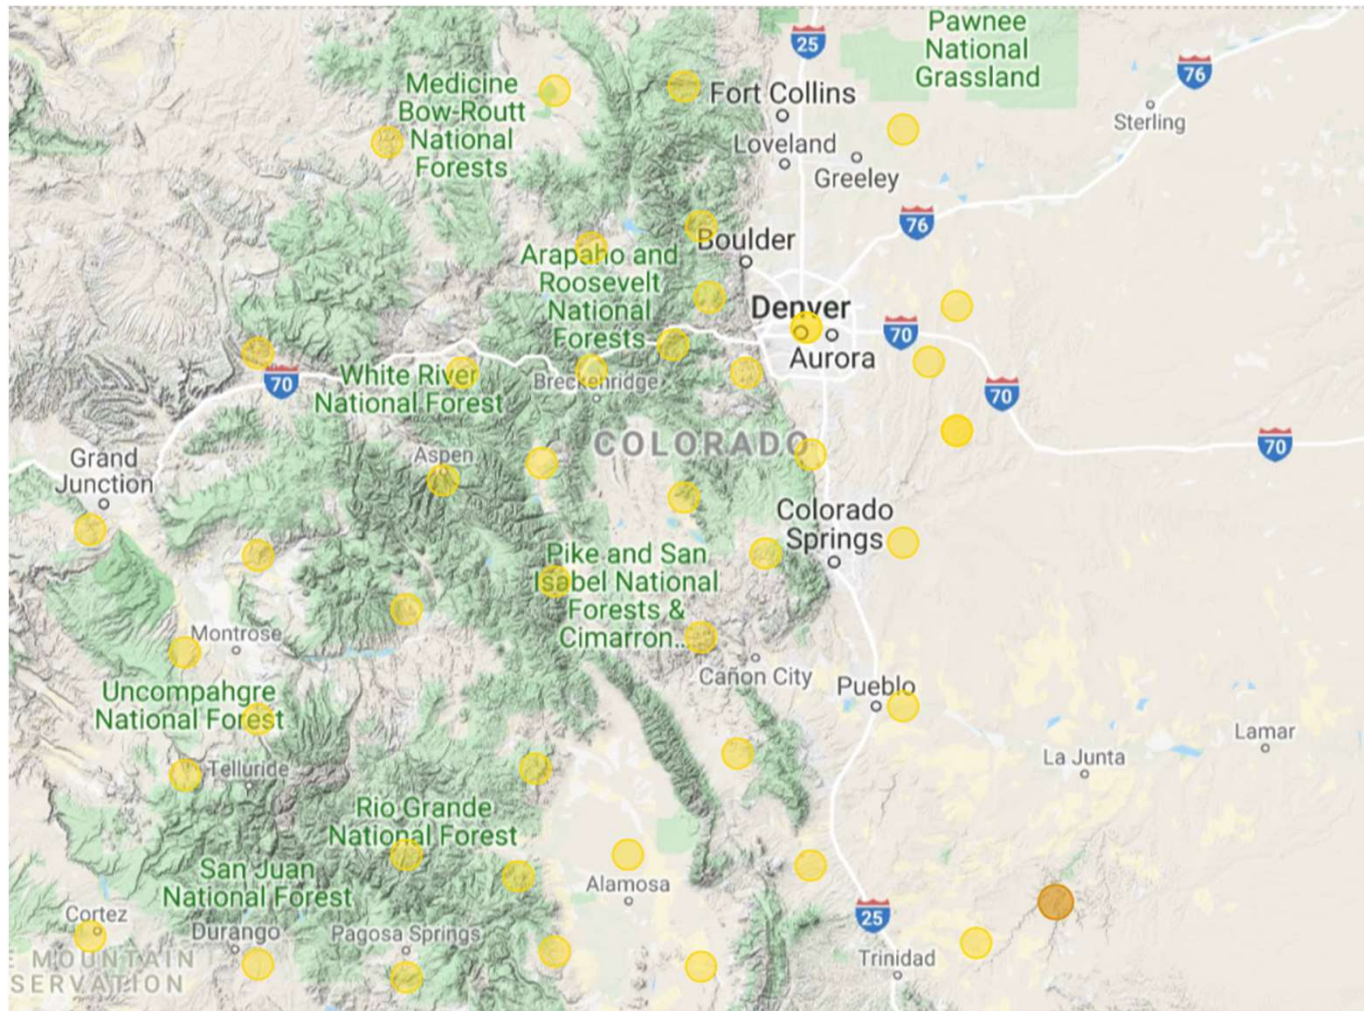 Pawnee
National
Grassland
25
76
Medicine
Bow-Routt
National
Forests
Fort Collins
Sterling
Loveland
Greeley
76
Boulder
Arapaho and
Roosevelt
National
Forests
Denver
70
Aurora
White River
National Forest
70
Breckenridge
70
COLORADO
70
Aspen
Grand
Junction
Colorado
Springs
Pike and San
Isabel National
Forests &
Cimarron...
Montrose
Cañon City
Uncompahgre
National Forest
Pueblo
Lamar
La Junta
Telluride
Rio Grande
National Forest
San Juan
National Forest
Alamosa
25
Cortez
Durango
Pagosa Springs
E MOUNTAIN
SERVATION
Trinidad